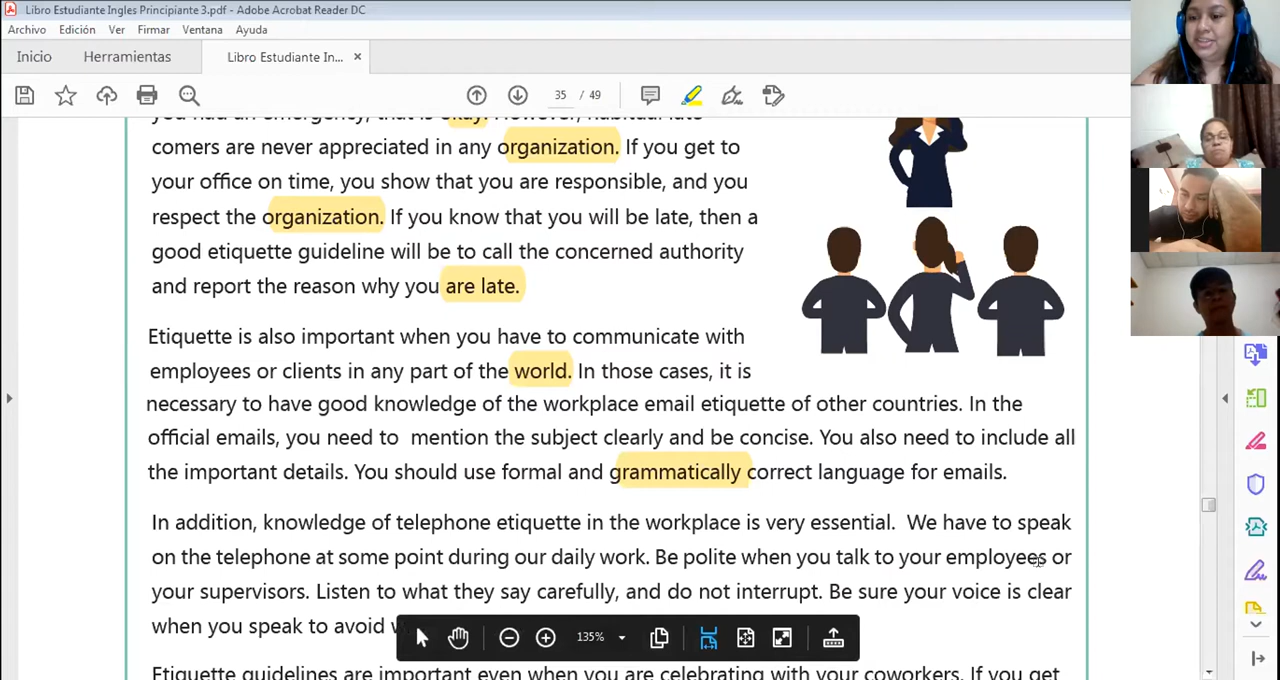 Libro Estudiante Ingles Principiante 3.pdf - Adobe Acrobat Reader DC
Archivo Edición Ver Firmar Ventana Ayuda
Inicio Herramientas Libro Estudiante In... ×
35 / 49
you had an emergency, that is okay. However, habitual late
comers are never appreciated in any organization. If you get to
your office on time, you show that you are responsible, and you
respect the organization. If you know that you will be late, then a
good etiquette guideline will be to call the concerned authority
and report the reason why you are late.
Etiquette is also important when you have to communicate with
employees or clients in any part of the world. In those cases, it is
necessary to have good knowledge of the workplace email etiquette of other countries. In the
official emails, you need to mention the subject clearly and be concise. You also need to include all
the important details. You should use formal and grammatically correct language for emails.
In addition, knowledge of telephone etiquette in the workplace is very essential. We have to speak
on the telephone at some point during our daily work. Be polite when you talk to your employees or
your supervisors. Listen to what they say carefully, and do not interrupt. Be sure your voice is clear
when you speak to avoid
135%
Etiquette guidelines are important even when you are celebrating with your coworkers. If you get